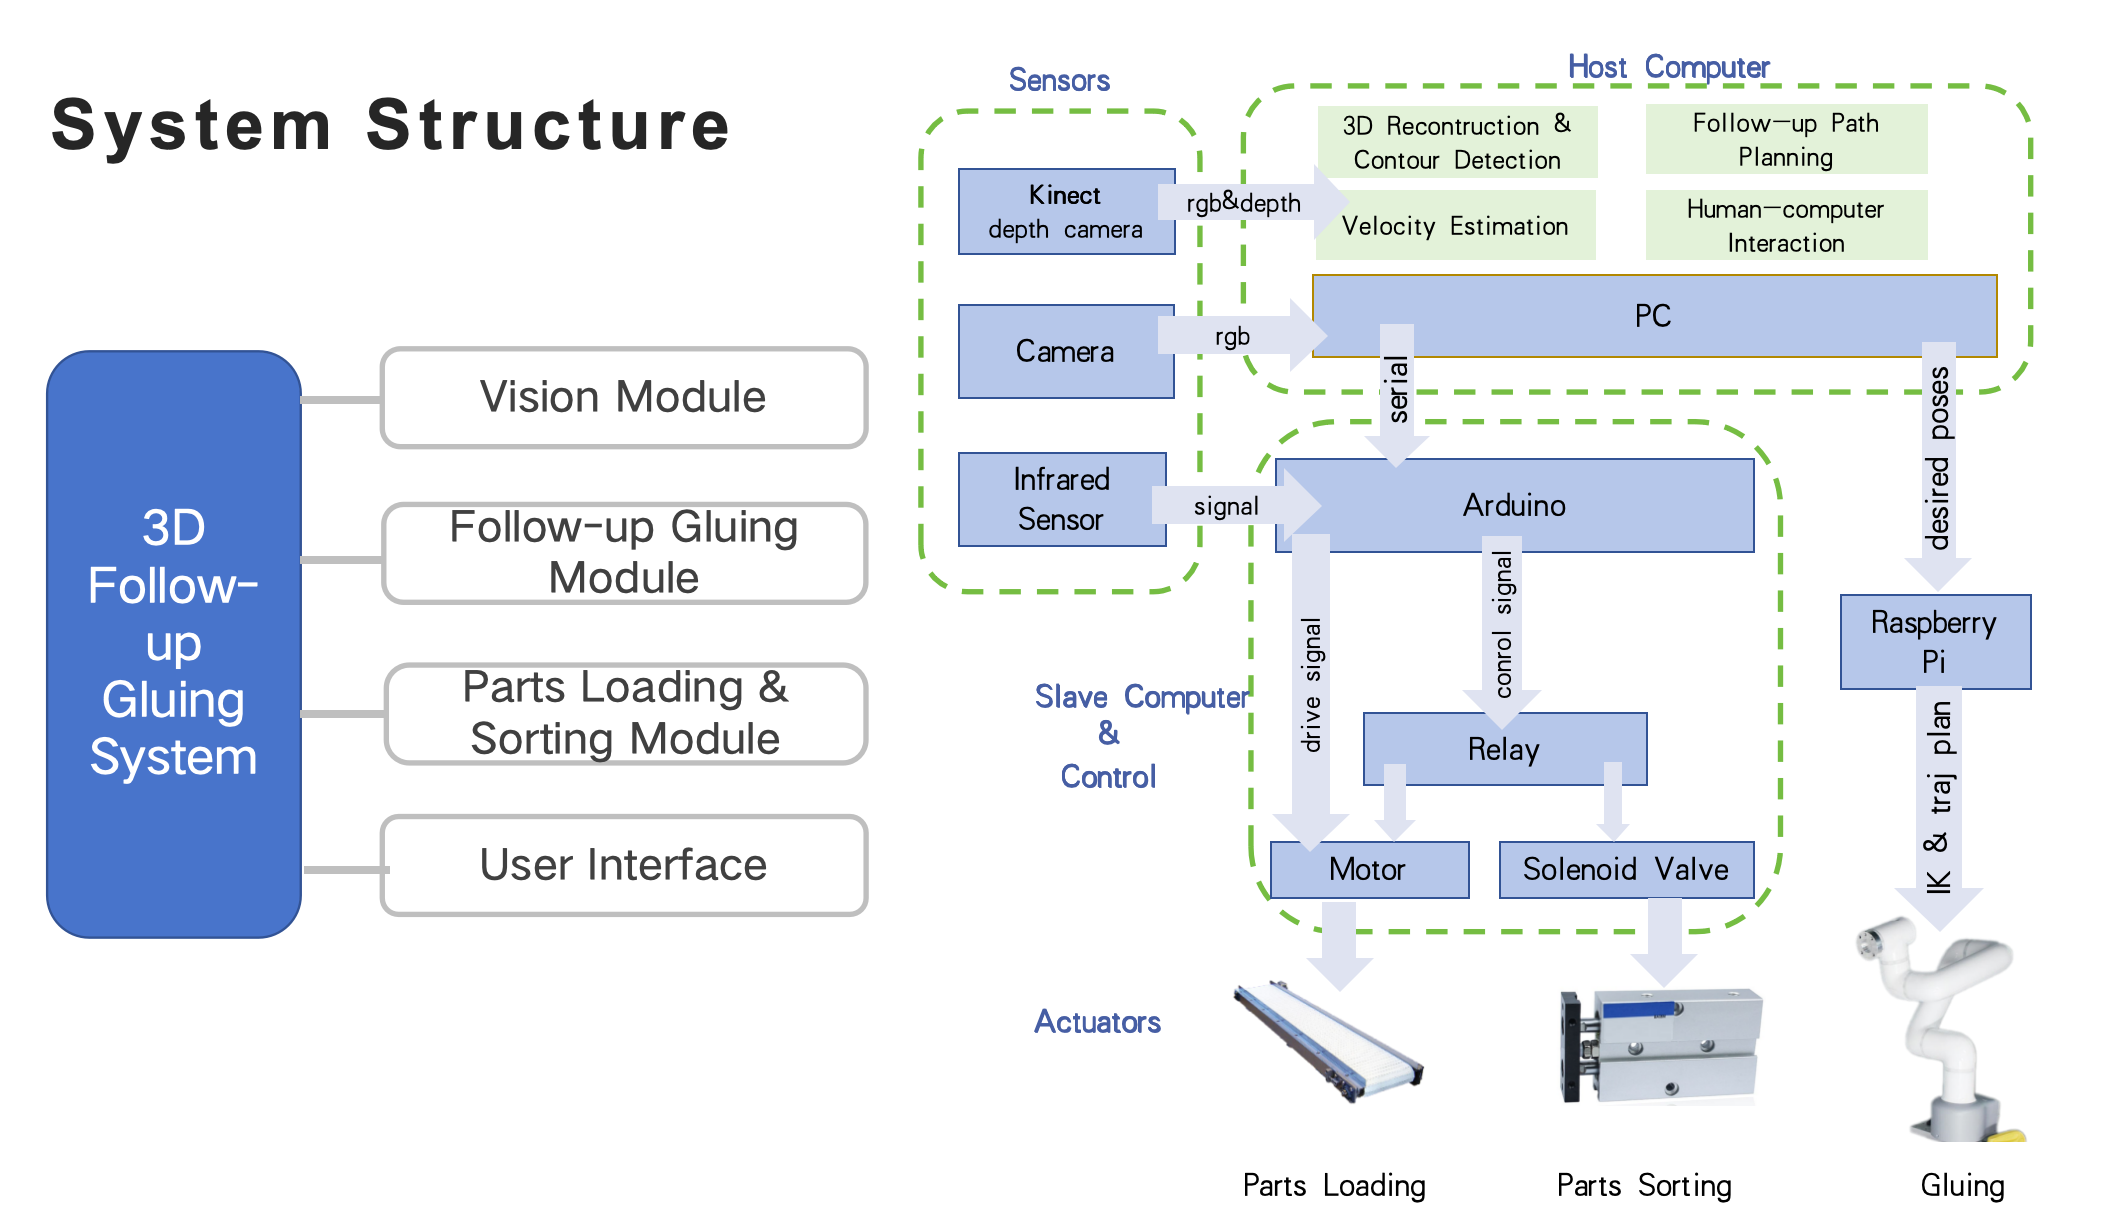 System Structure
3D
Follow-
up
Gluing
System
Vision Module
Follow-up Gluing
Module
Parts Loading &
Sorting Module
User Interface
Sensors
Kinect
depth camera
Camera
Infrared
Sensor
rgb&depth
rgb
signal
Host Computer
3D Recontruction &
Contour Detection
Follow-up Path
Planning
Velocity Estimation
Human-computer
Interaction
PC
serial
desired poses
Arduino
drive signal
conrol signal
Slave Computer
&
Control
Relay
Motor
Solenoid Valve
Raspberry
Pi
IK & traj plan
Actuators
Parts Loading
Parts Sorting
Gluing